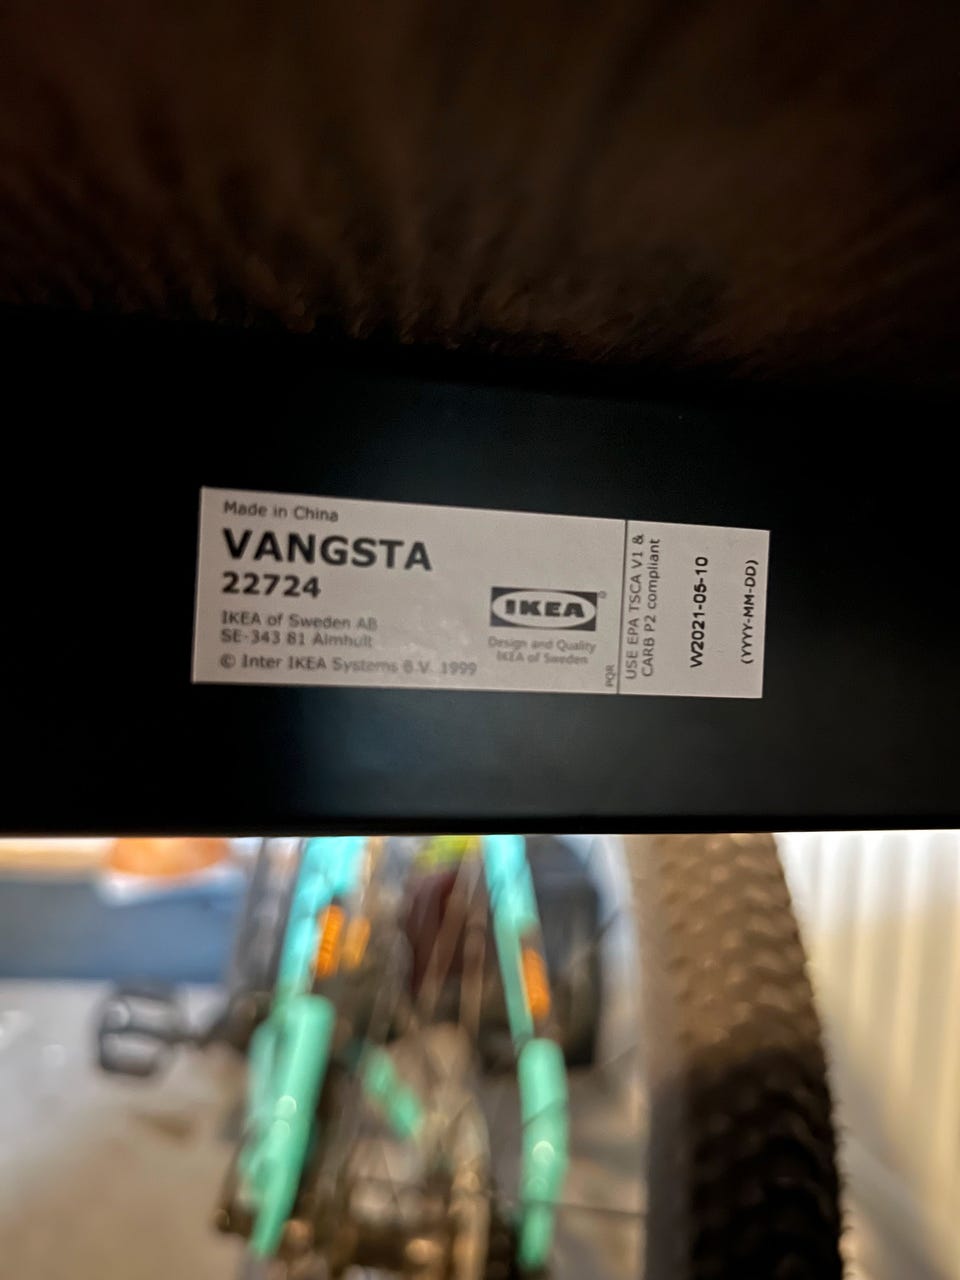 Made in China
VANGSTA
22724
IKEA of Sweden AB
SE-343 81 Älmhult
© Inter IKEA Systems B.V. 1999
IKEA
®
Design and Quality
IKEA of Sweden
PQR
USE EPA TSCA V1 &
CARB P2 compliant
W2021-05-10
(YYYY-MM-DD)